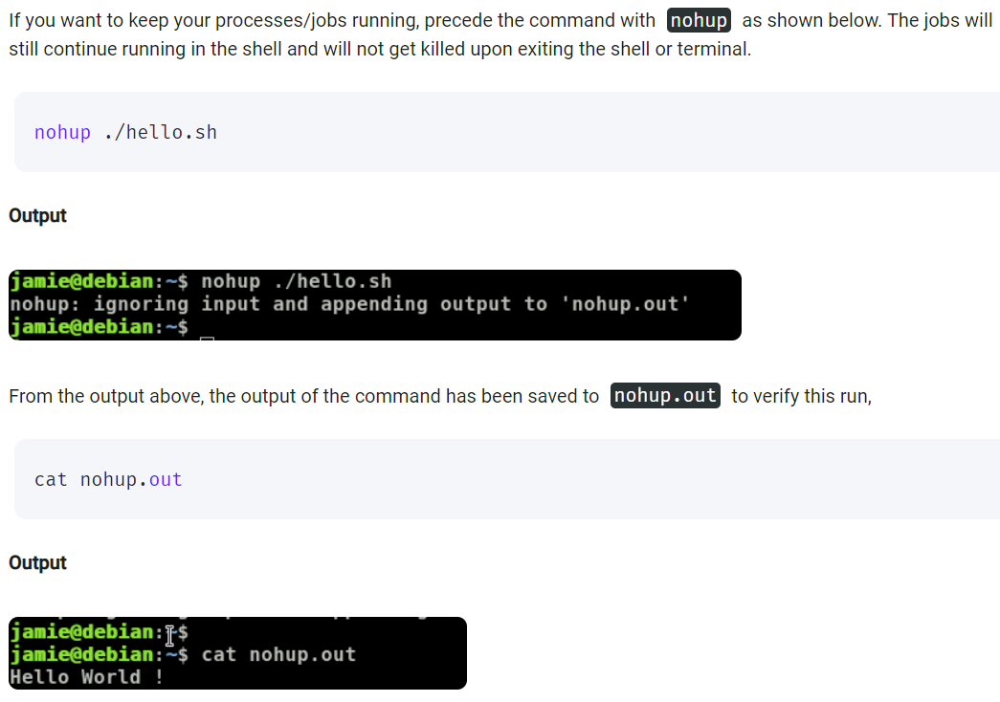 If you want to keep your processes/jobs running, precede the command with nohup as shown below. The jobs will
still continue running in the shell and will not get killed upon exiting the shell or terminal.
nohup ./hello.sh
Output
jamie@debian:~$ nohup ./hello.sh
nohup: ignoring input and appending output to 'nohup.out'
jamie@debian:~$
From the output above, the output of the command has been saved to nohup.out to verify this run,
cat nohup.out
Output
jamie@debian:~$
jamie@debian:~$ cat nohup.out
Hello World !